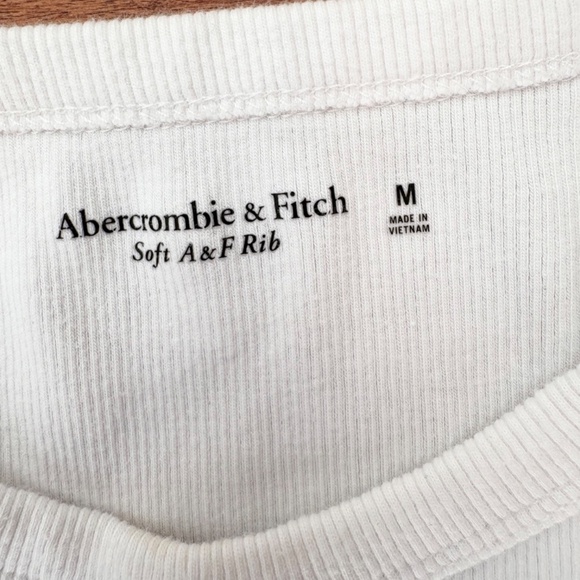 Abercrombie & Fitch
Soft A&F Rib
M
MADE IN
VIETNAM